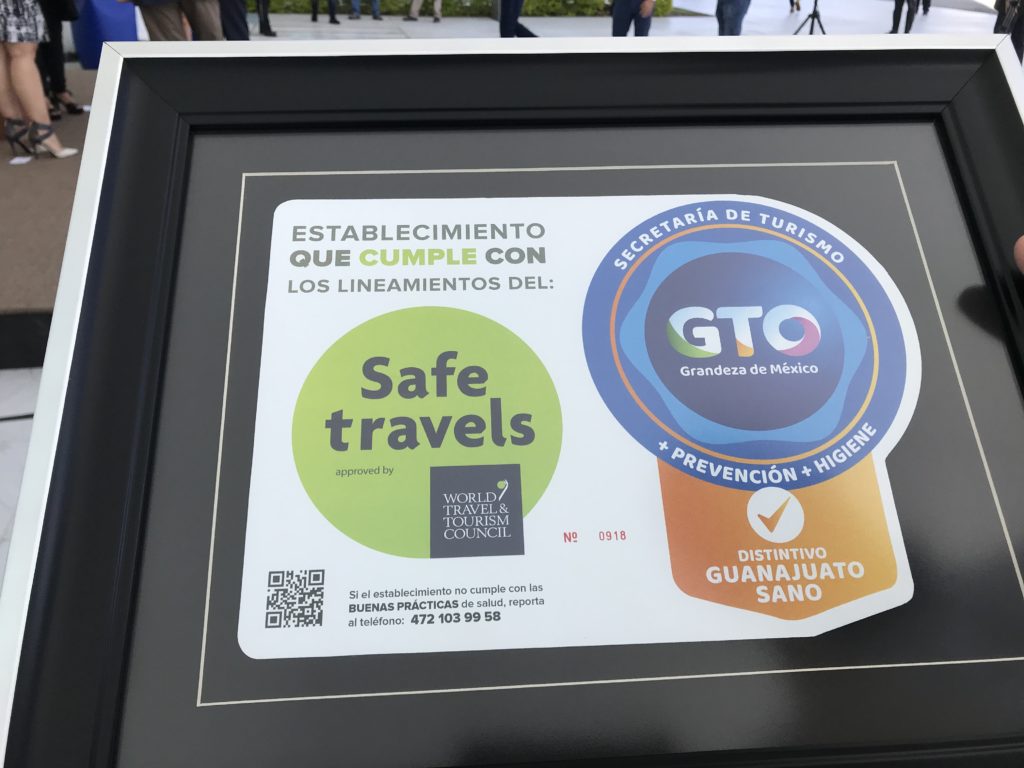 ESTABLECIMIENTO
QUE CUMPLE CON
LOS LINEAMIENTOS DEL:
Safe
travels
approved by
WORLD
TRAVEL &
TOURISM
COUNCIL
Nº 0918
Si el establecimiento no cumple con las
BUENAS PRÁCTICAS de salud, reporta
al teléfono: 472 103 99 58
SECRETARÍA DE TURISMO
GTO
Grandeza de México
+ PREVENCIÓN + HIGIENE
DISTINTIVO
GUANAJUATO
SANO